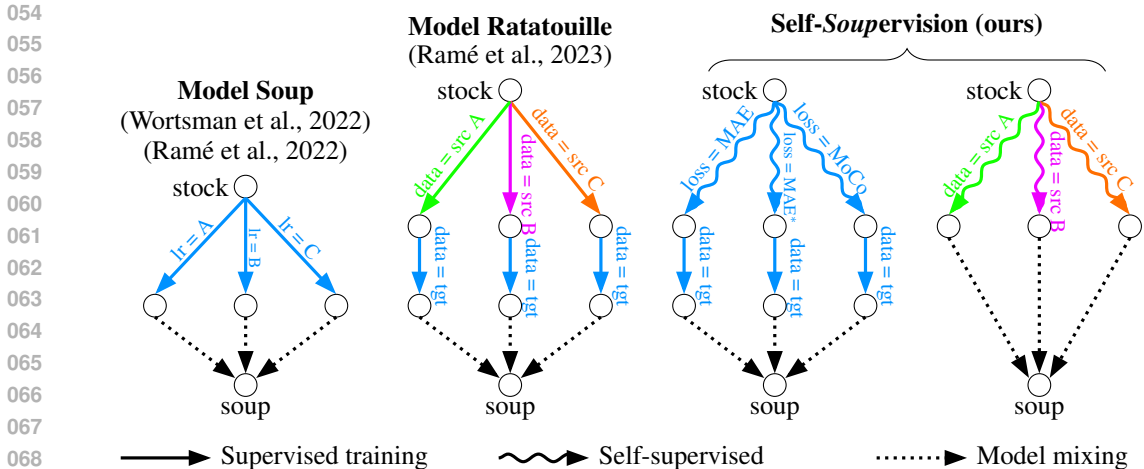 054
055
056
057
058
059
060
061
062
063
064
065
066
067
068
Model Soup
(Wortsman et al., 2022)
(Ramé et al., 2022)
stock
lr = A
lr = B
lr = C
soup
Model Ratatouille
(Ramé et al., 2023)
stock
data = src A
data = src B
data = src C
data = tgt
data = tgt
data = tgt
soup
Self-Soupervision (ours)
stock
loss = MAE
loss = MAE*
loss = MoCo
data = tgt
data = tgt
data = tgt
soup
stock
data = src A
data = src B
data = src C
soup
Supervised training
Self-supervised
Model mixing